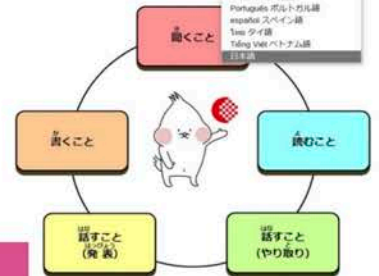 Português ポルトガル語
español スペイン語
ไทย タイ語
Tiếng Việt ベトナム語
日本語
聞くこと
書くこと
読むこと
話すこと
(発表)
話すこと
(やり取り)